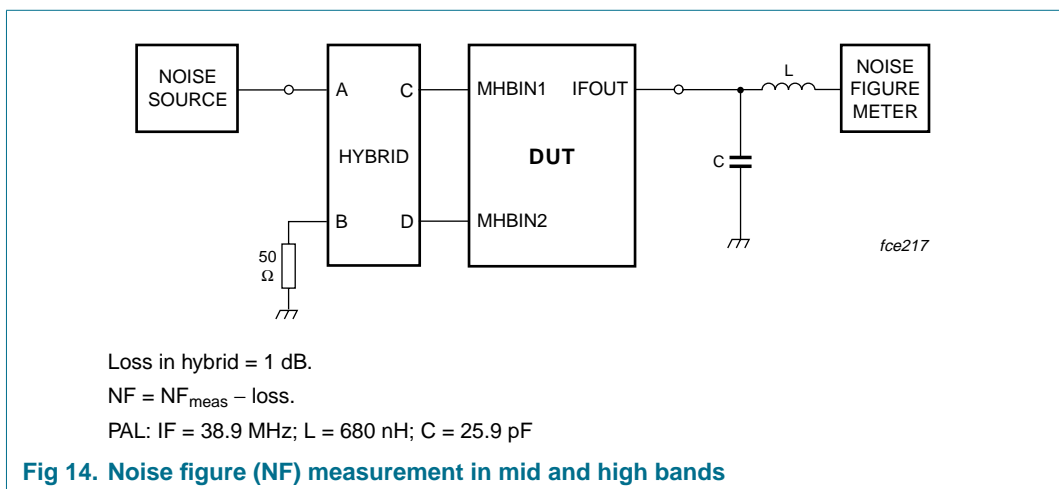 NOISE
SOURCE
A
C
HYBRID
B
D
50
Ω
MHBIN1
IFOUT
DUT
MHBIN2
L
C
NOISE
FIGURE
METER
fce217
Loss in hybrid = 1 dB.
NF = NFmeas – loss.
PAL: IF = 38.9 MHz; L = 680 nH; C = 25.9 pF
Fig 14. Noise figure (NF) measurement in mid and high bands